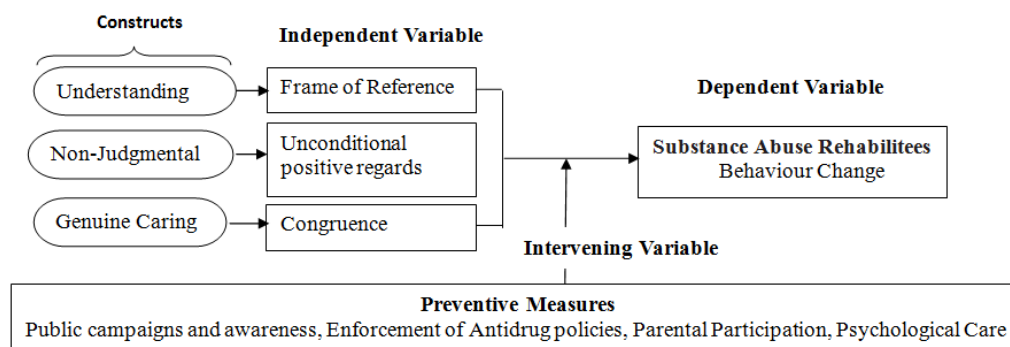 Constructs
Independent Variable
Understanding
Frame of Reference
Dependent Variable
Non-Judgmental
Unconditional
positive regards
Substance Abuse Rehabilitees
Behaviour Change
Genuine Caring
Congruence
Intervening Variable
Preventive Measures
Public campaigns and awareness, Enforcement of Antidrug policies, Parental Participation, Psychological Care